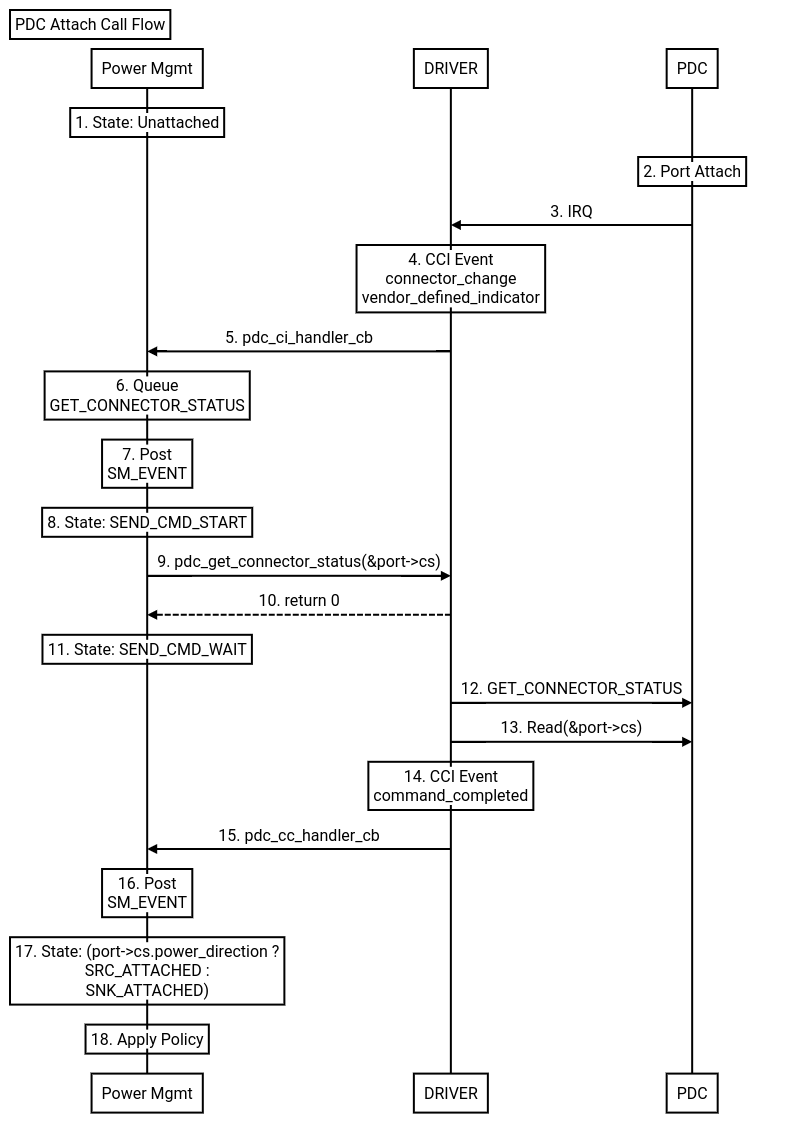 PDC Attach Call Flow
Power Mgmt
DRIVER
PDC
1. State: Unattached
2. Port Attach
3. IRQ
4. CCI Event
connector_change
vendor_defined_indicator
5. pdc_ci_handler_cb
6. Queue
GET_CONNECTOR_STATUS
7. Post
SM_EVENT
8. State: SEND_CMD_START
9. pdc_get_connector_status(&port->cs)
10. return 0
11. State: SEND_CMD_WAIT
12. GET_CONNECTOR_STATUS
13. Read(&port->cs)
14. CCI Event
command_completed
15. pdc_cc_handler_cb
16. Post
SM_EVENT
17. State: (port->cs.power_direction ?
SRC_ATTACHED :
SNK_ATTACHED)
18. Apply Policy
Power Mgmt
DRIVER
PDC